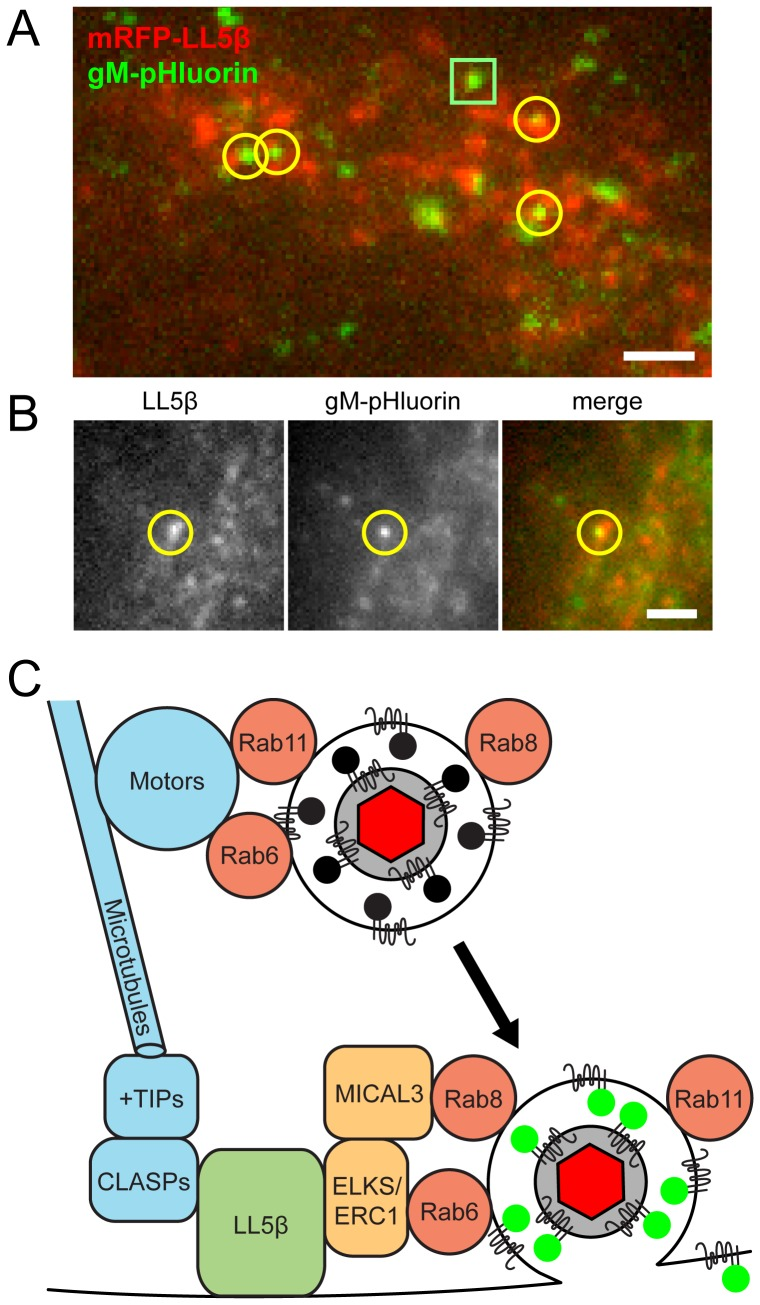 A
mRFP-LL5β
gM-pHluorin
B
LL5β gM-pHluorin merge
C
Rab11
Rab8
Motors
Rab6
Microtubules
+TIPs
MICAL3
Rab8
Rab11
CLASPs
ELKS/
ERC1
Rab6
LL5β